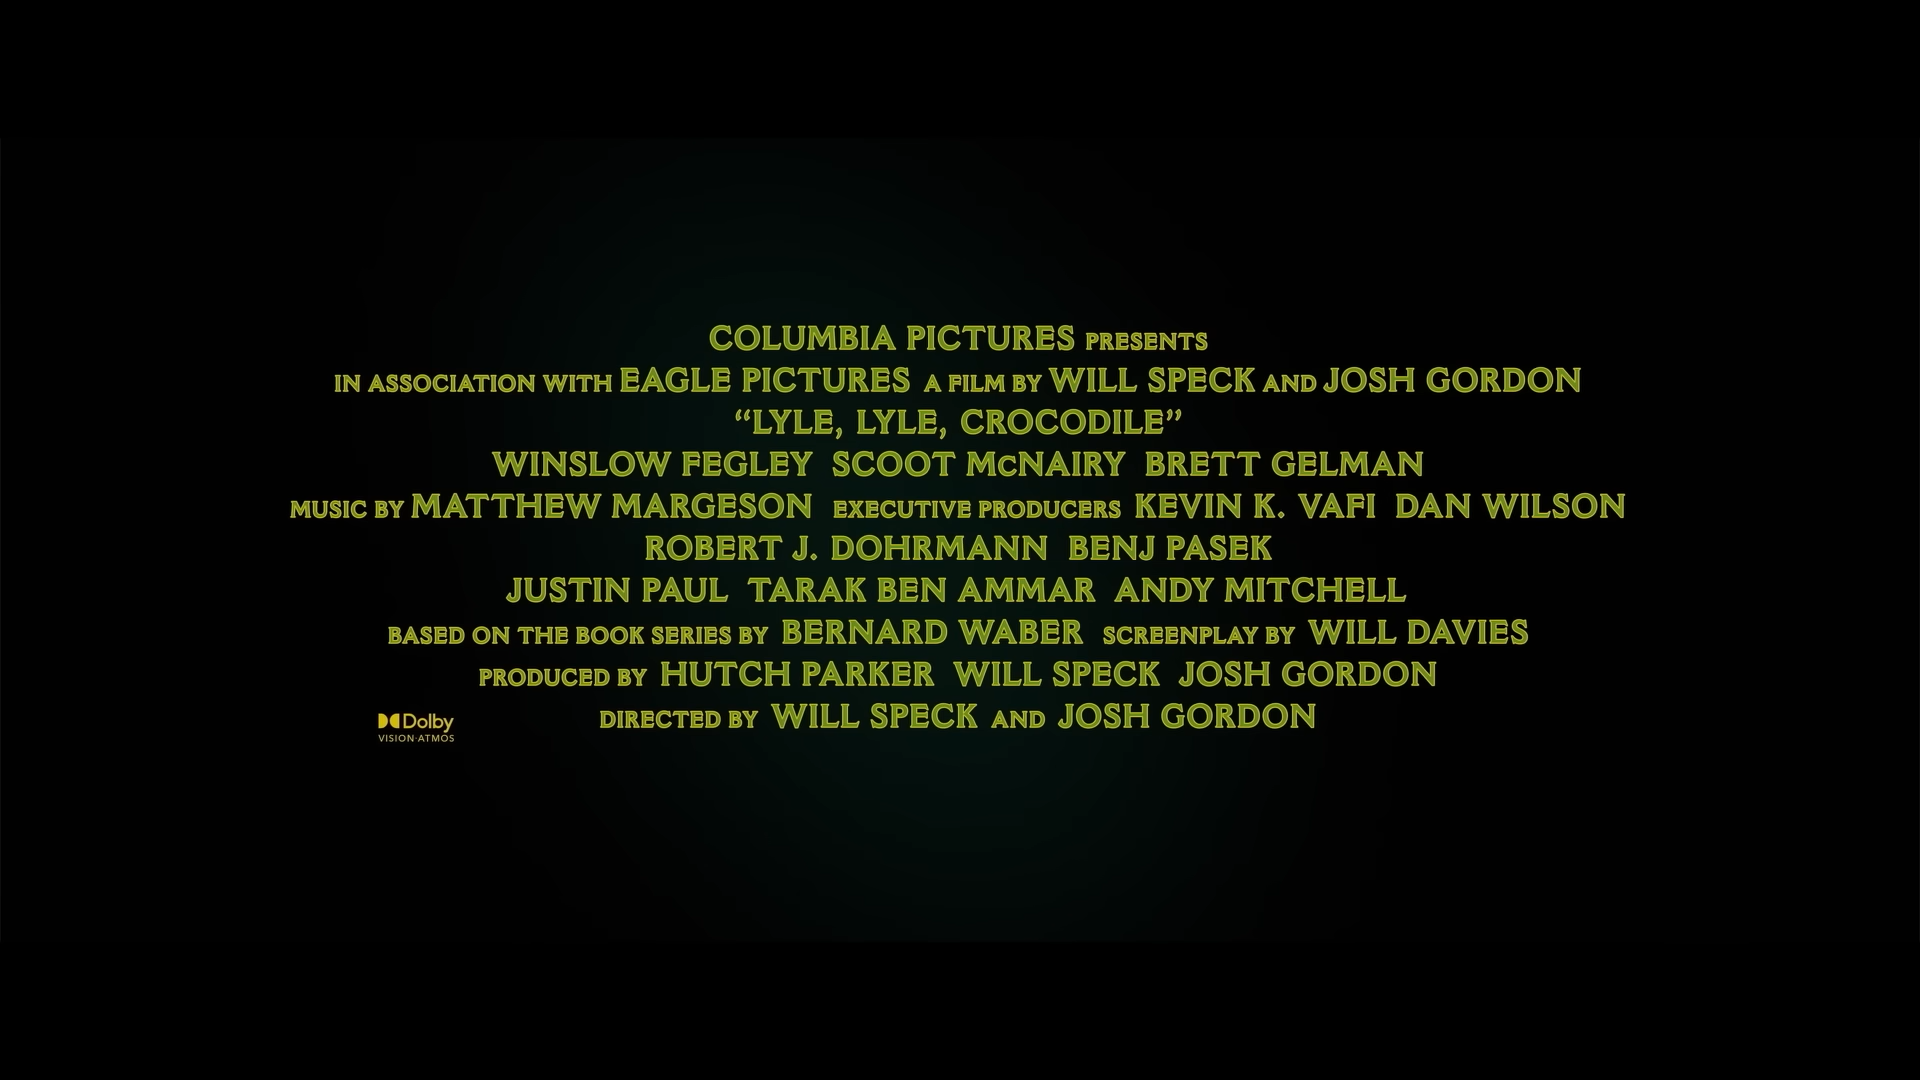 COLUMBIA PICTURES PRESENTS
IN ASSOCIATION WITH EAGLE PICTURES A FILM BY WILL SPECK AND JOSH GORDON
“LYLE, LYLE, CROCODILE”
WINSLOW FEGLEY SCOOT McNAIRY BRETT GELMAN
MUSIC BY MATTHEW MARGESON EXECUTIVE PRODUCERS KEVIN K. VAFI DAN WILSON
ROBERT J. DOHRMANN BENJ PASEK
JUSTIN PAUL TARAK BEN AMMAR ANDY MITCHELL
BASED ON THE BOOK SERIES BY BERNARD WABER SCREENPLAY BY WILL DAVIES
PRODUCED BY HUTCH PARKER WILL SPECK JOSH GORDON
DIRECTED BY WILL SPECK AND JOSH GORDON
Dolby
VISION·ATMOS